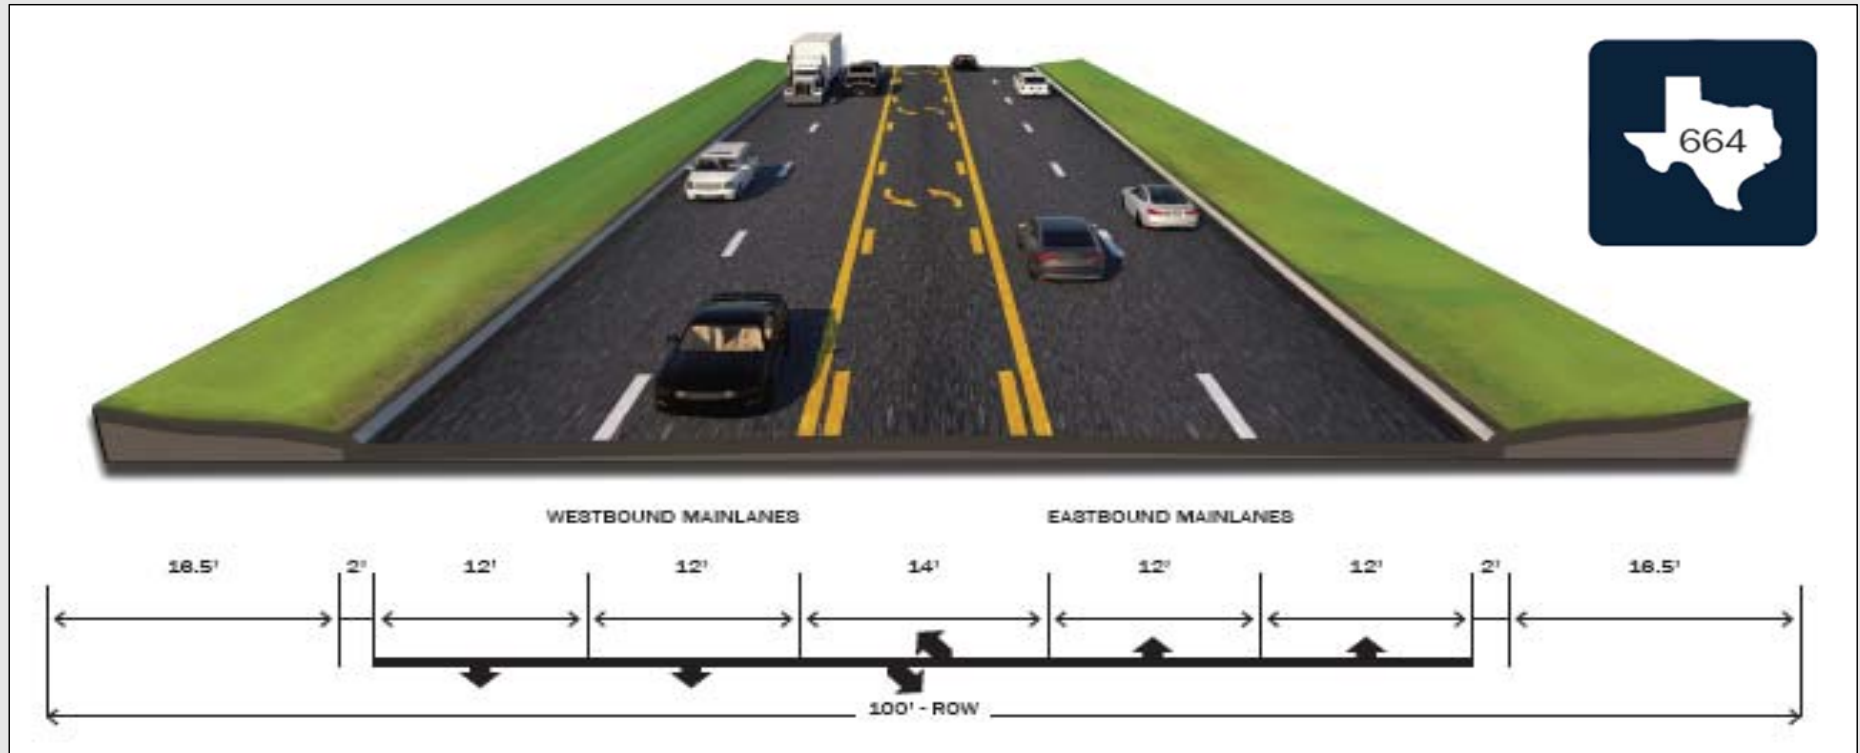 664
WESTBOUND MAINLANES EASTBOUND MAINLANES
16.5' 2' 12' 12' 14' 12' 12' 2' 16.5'
100' - ROW